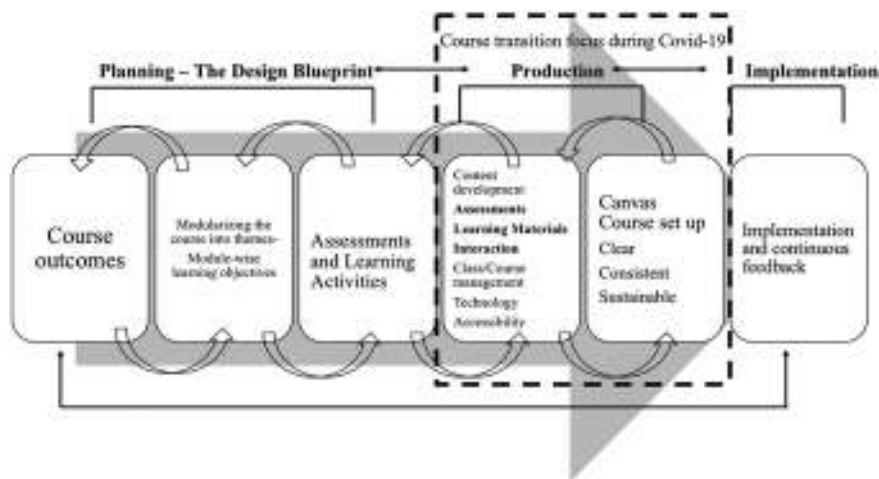 Course transition focus during Covid-19
Planning – The Design Blueprint
Production
Implementation
Course
outcomes
Modularizing the
course into themes-
Module-wise
learning objectives
Assessments
and Learning
Activities
Content
development
Assessments
Learning Materials
Interaction
Class/Course
management
Technology
Accessibility
Canvas
Course set up
Clear
Consistent
Sustainable
Implementation
and continuous
feedback